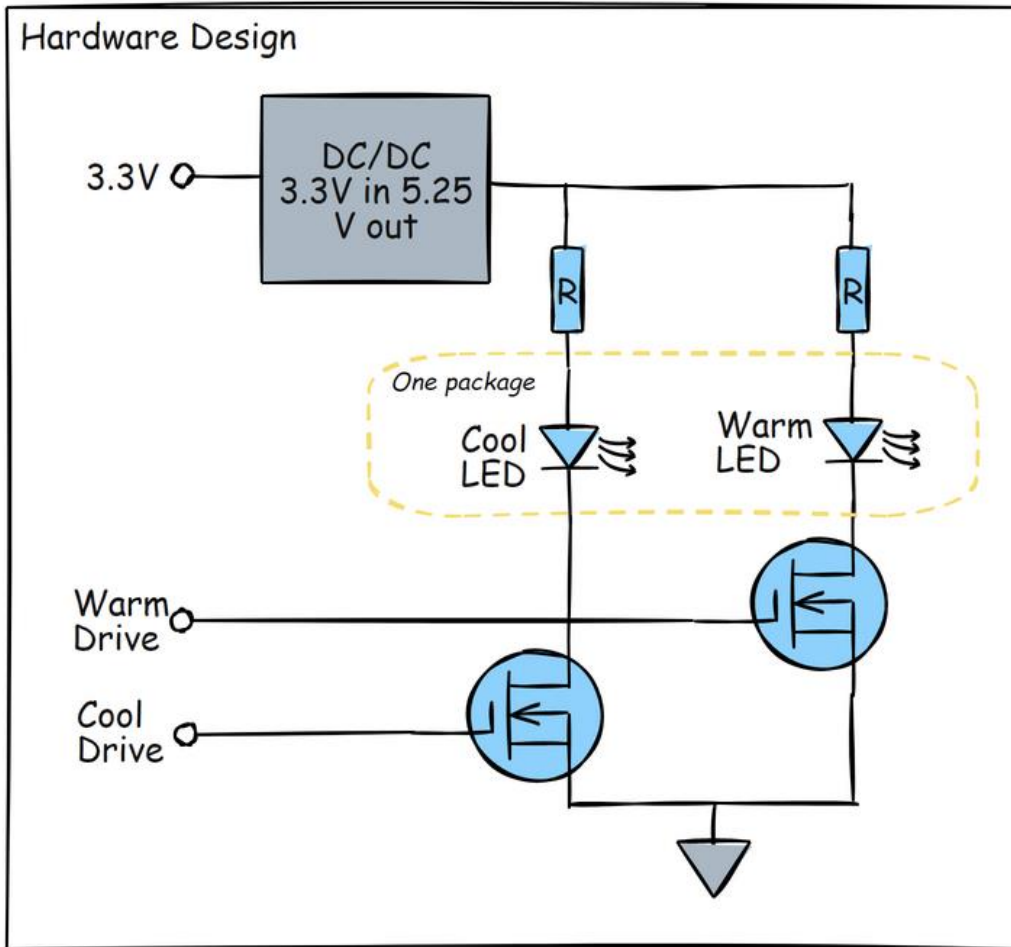 Hardware Design
3.3V
DC/DC
3.3V in 5.25
V out
R
R
One package
Cool
LED
Warm
LED
Warm
Drive
Cool
Drive